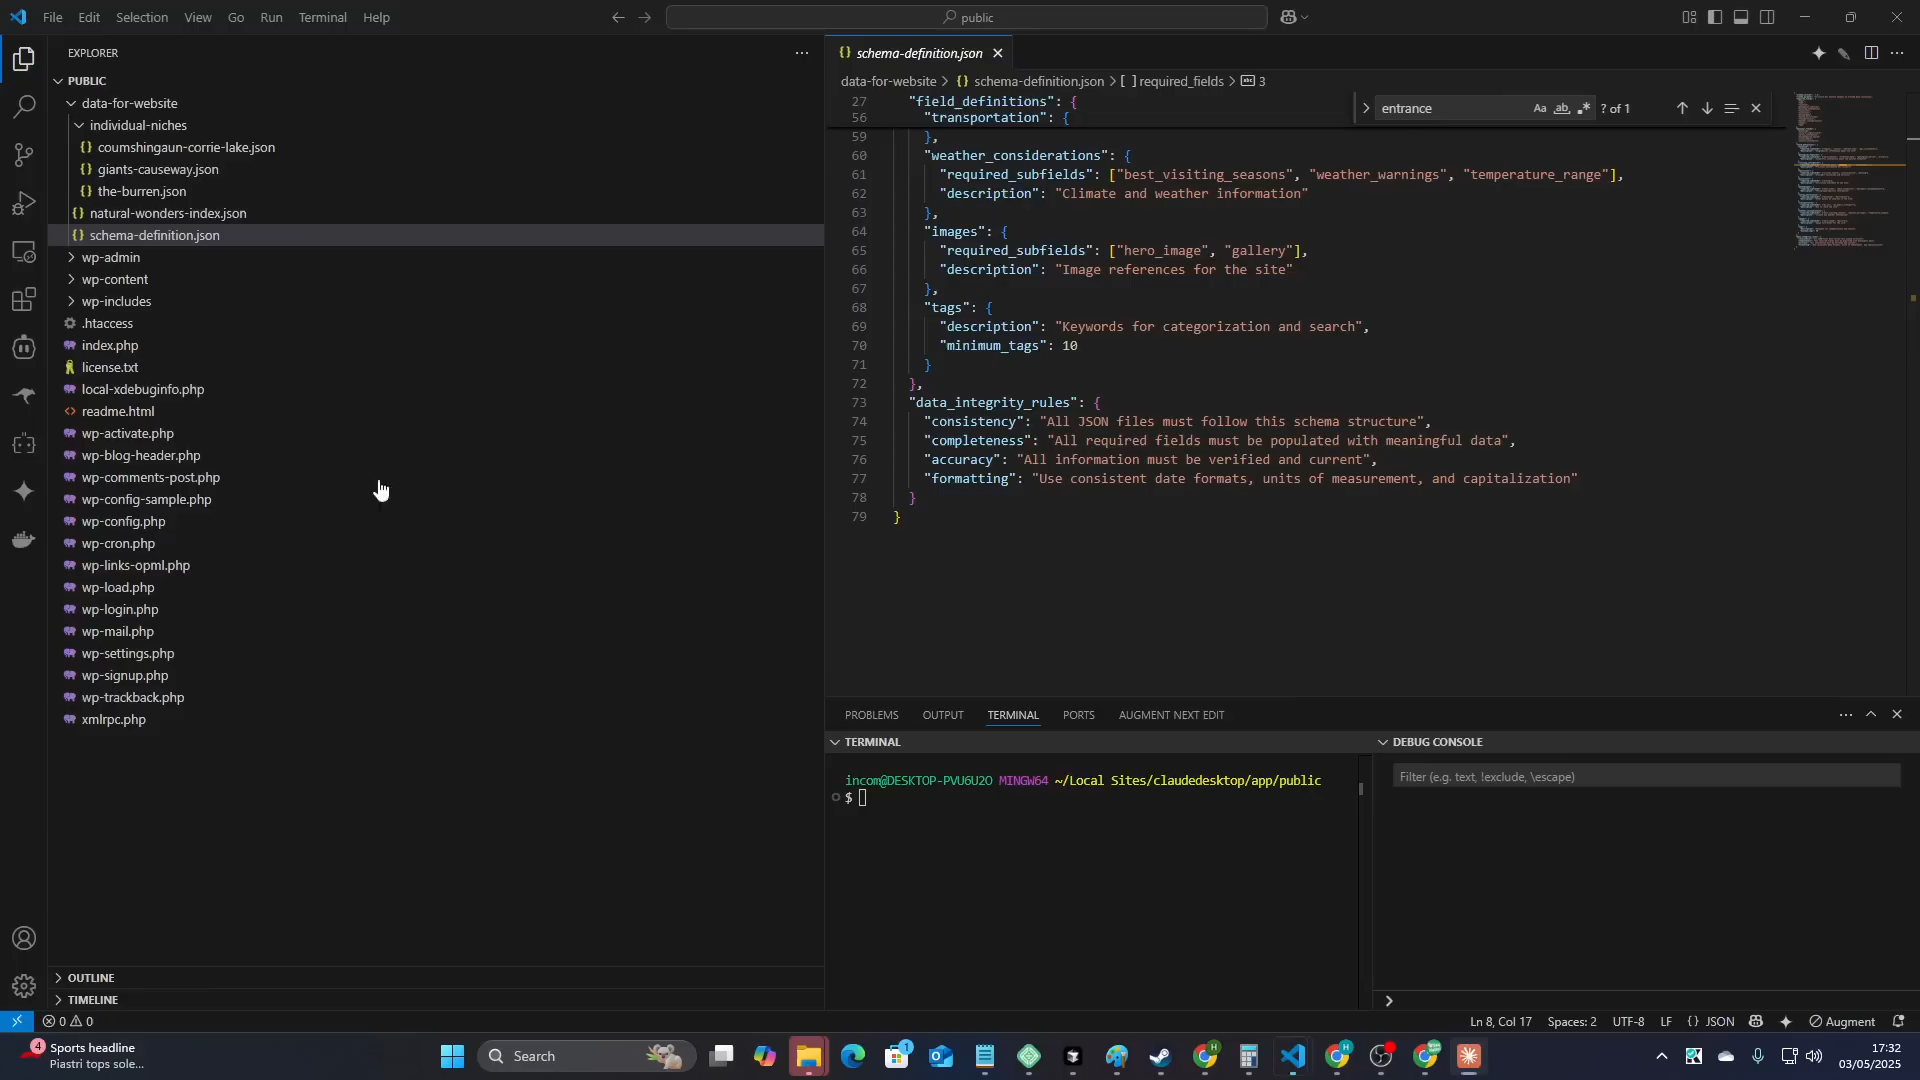 File Edit Selection View Go Run Terminal Help
public
EXPLORER
PUBLIC
data-for-website
individual-niches
coumshingaun-corrie-lake.json
giants-causeway.json
the-burren.json
natural-wonders-index.json
schema-definition.json
wp-admin
wp-content
wp-includes
.htaccess
index.php
license.txt
local-xdebuginfo.php
readme.html
wp-activate.php
wp-blog-header.php
wp-comments-post.php
wp-config-sample.php
wp-config.php
wp-cron.php
wp-links-opml.php
wp-load.php
wp-login.php
wp-mail.php
wp-settings.php
wp-signup.php
wp-trackback.php
xmlrpc.php
OUTLINE
TIMELINE
schema-definition.json
data-for-website > {} schema-definition.json > [ ] required_fields > abc 3
entrance Aa ab .* ? of 1
27 "field_definitions": {
56 "transportation": {
59 },
60 "weather_considerations": {
61 "required_subfields": ["best_visiting_seasons", "weather_warnings", "temperature_range"],
62 "description": "Climate and weather information"
63 },
64 "images": {
65 "required_subfields": ["hero_image", "gallery"],
66 "description": "Image references for the site"
67 },
68 "tags": {
69 "description": "Keywords for categorization and search",
70 "minimum_tags": 10
71 }
72 },
73 "data_integrity_rules": {
74 "consistency": "All JSON files must follow this schema structure",
75 "completeness": "All required fields must be populated with meaningful data",
76 "accuracy": "All information must be verified and current",
77 "formatting": "Use consistent date formats, units of measurement, and capitalization"
78 }
79 }
PROBLEMS OUTPUT TERMINAL PORTS AUGMENT NEXT EDIT
TERMINAL
DEBUG CONSOLE
Filter (e.g. text, !exclude, \escape)
incom@DESKTOP-PVU6U2O MINGW64 ~/Local Sites/claudedesktop/app/public
$
0 0
Ln 8, Col 17 Spaces: 2 UTF-8 LF {} JSON Augment
4 Sports headline
Piastri tops sole...
Search
1
17:32
03/05/2025